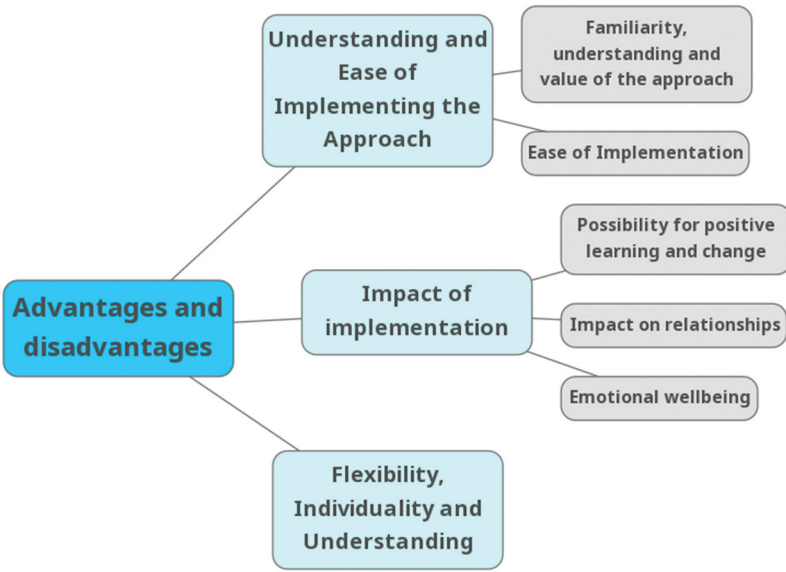 Understanding and
Ease of
Implementing the
Approach
Familiarity,
understanding and
value of the approach
Ease of Implementation
Advantages and
disadvantages
Impact of
implementation
Possibility for positive
learning and change
Impact on relationships
Emotional wellbeing
Flexibility,
Individuality and
Understanding